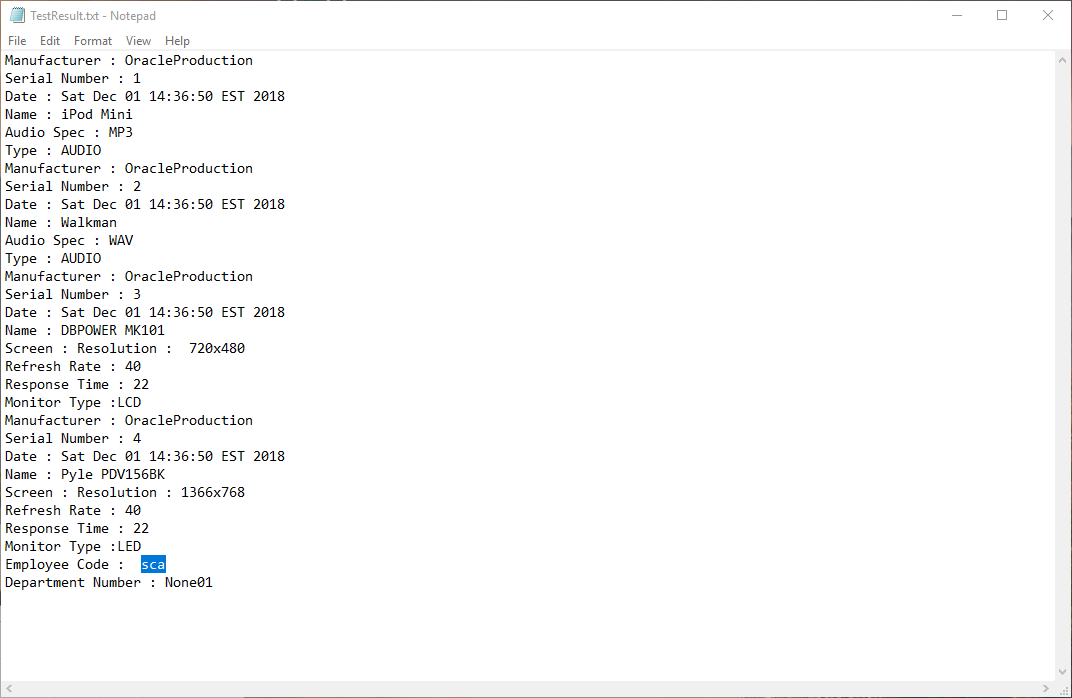 TestResult.txt - Notepad
File Edit Format View Help
Manufacturer : OracleProduction
Serial Number : 1
Date : Sat Dec 01 14:36:50 EST 2018
Name : iPod Mini
Audio Spec : MP3
Type : AUDIO
Manufacturer : OracleProduction
Serial Number : 2
Date : Sat Dec 01 14:36:50 EST 2018
Name : Walkman
Audio Spec : WAV
Type : AUDIO
Manufacturer : OracleProduction
Serial Number : 3
Date : Sat Dec 01 14:36:50 EST 2018
Name : DBPOWER MK101
Screen : Resolution :  720x480
Refresh Rate : 40
Response Time : 22
Monitor Type :LCD
Manufacturer : OracleProduction
Serial Number : 4
Date : Sat Dec 01 14:36:50 EST 2018
Name : Pyle PDV156BK
Screen : Resolution : 1366x768
Refresh Rate : 40
Response Time : 22
Monitor Type :LED
Employee Code :  sca
Department Number : None01